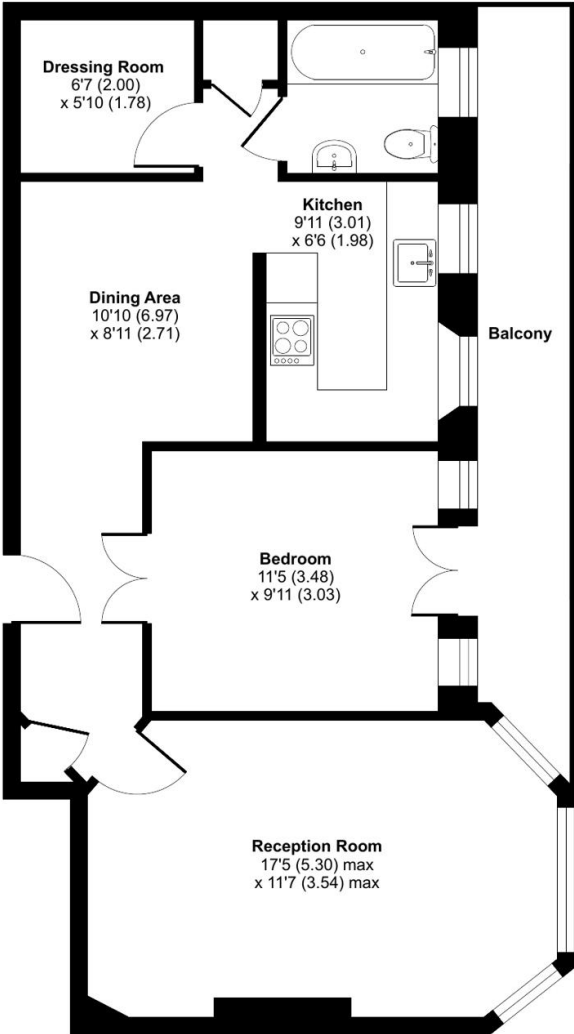 Dressing Room
6'7 (2.00)
x 5'10 (1.78)
Kitchen
9'11 (3.01)
x 6'6 (1.98)
Dining Area
10'10 (6.97)
x 8'11 (2.71)
Balcony
Bedroom
11'5 (3.48)
x 9'11 (3.03)
Reception Room
17'5 (5.30) max
x 11'7 (3.54) max